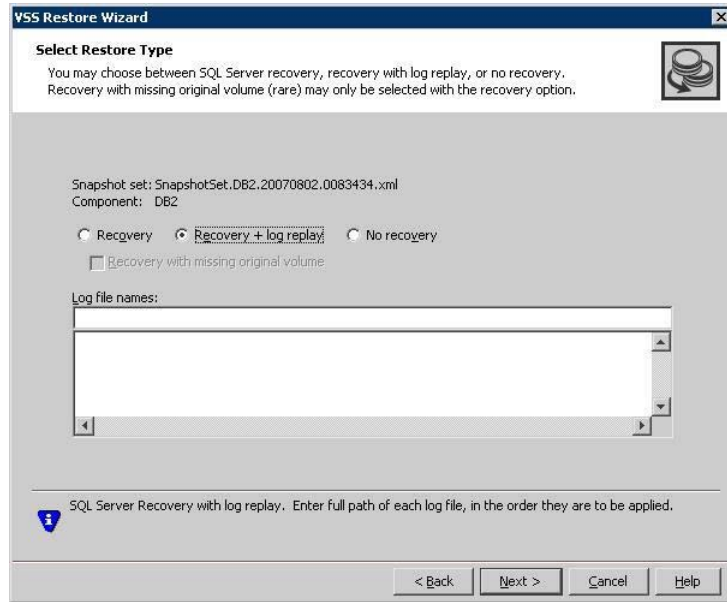 VSS Restore Wizard
Select Restore Type
You may choose between SQL Server recovery, recovery with log replay, or no recovery.
Recovery with missing original volume (rare) may only be selected with the recovery option.
Snapshot set: SnapshotSet.DB2.20070802.0083434.xml
Component: DB2
Recovery Recovery + log replay No recovery
Recovery with missing original volume
Log file names:
SQL Server Recovery with log replay. Enter full path of each log file, in the order they are to be applied.
< Back Next > Cancel Help